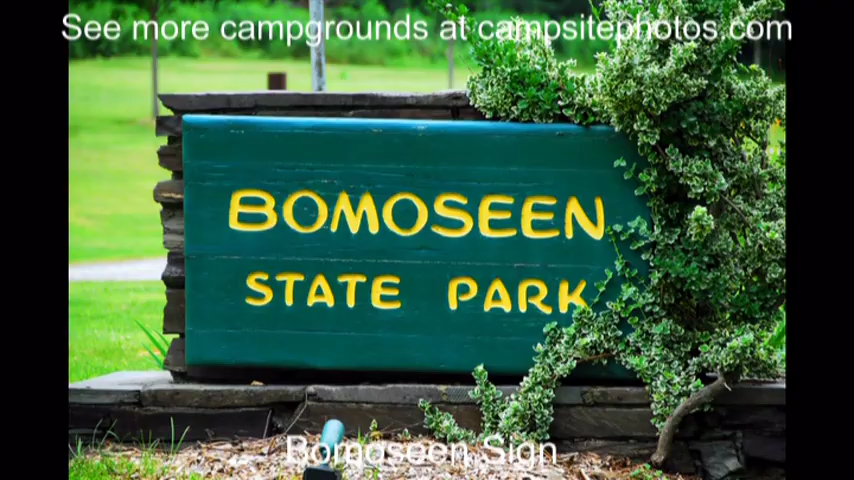 See more campgrounds at campsitephotos.com
BOMOSEEN
STATE PARK
Bomoseen Sign